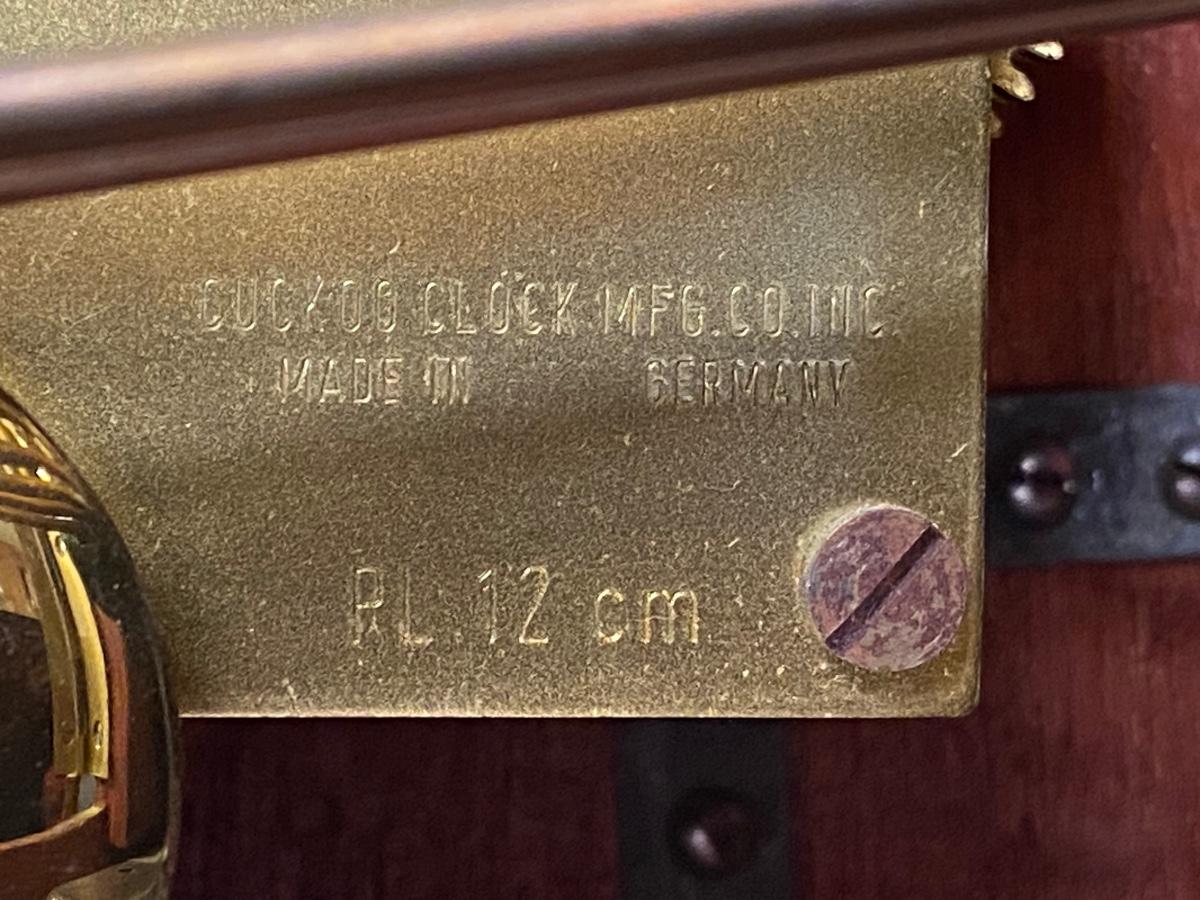 CUCKOO CLOCK MFG.CO.INC
MADE IN GERMANY
RL 12 cm